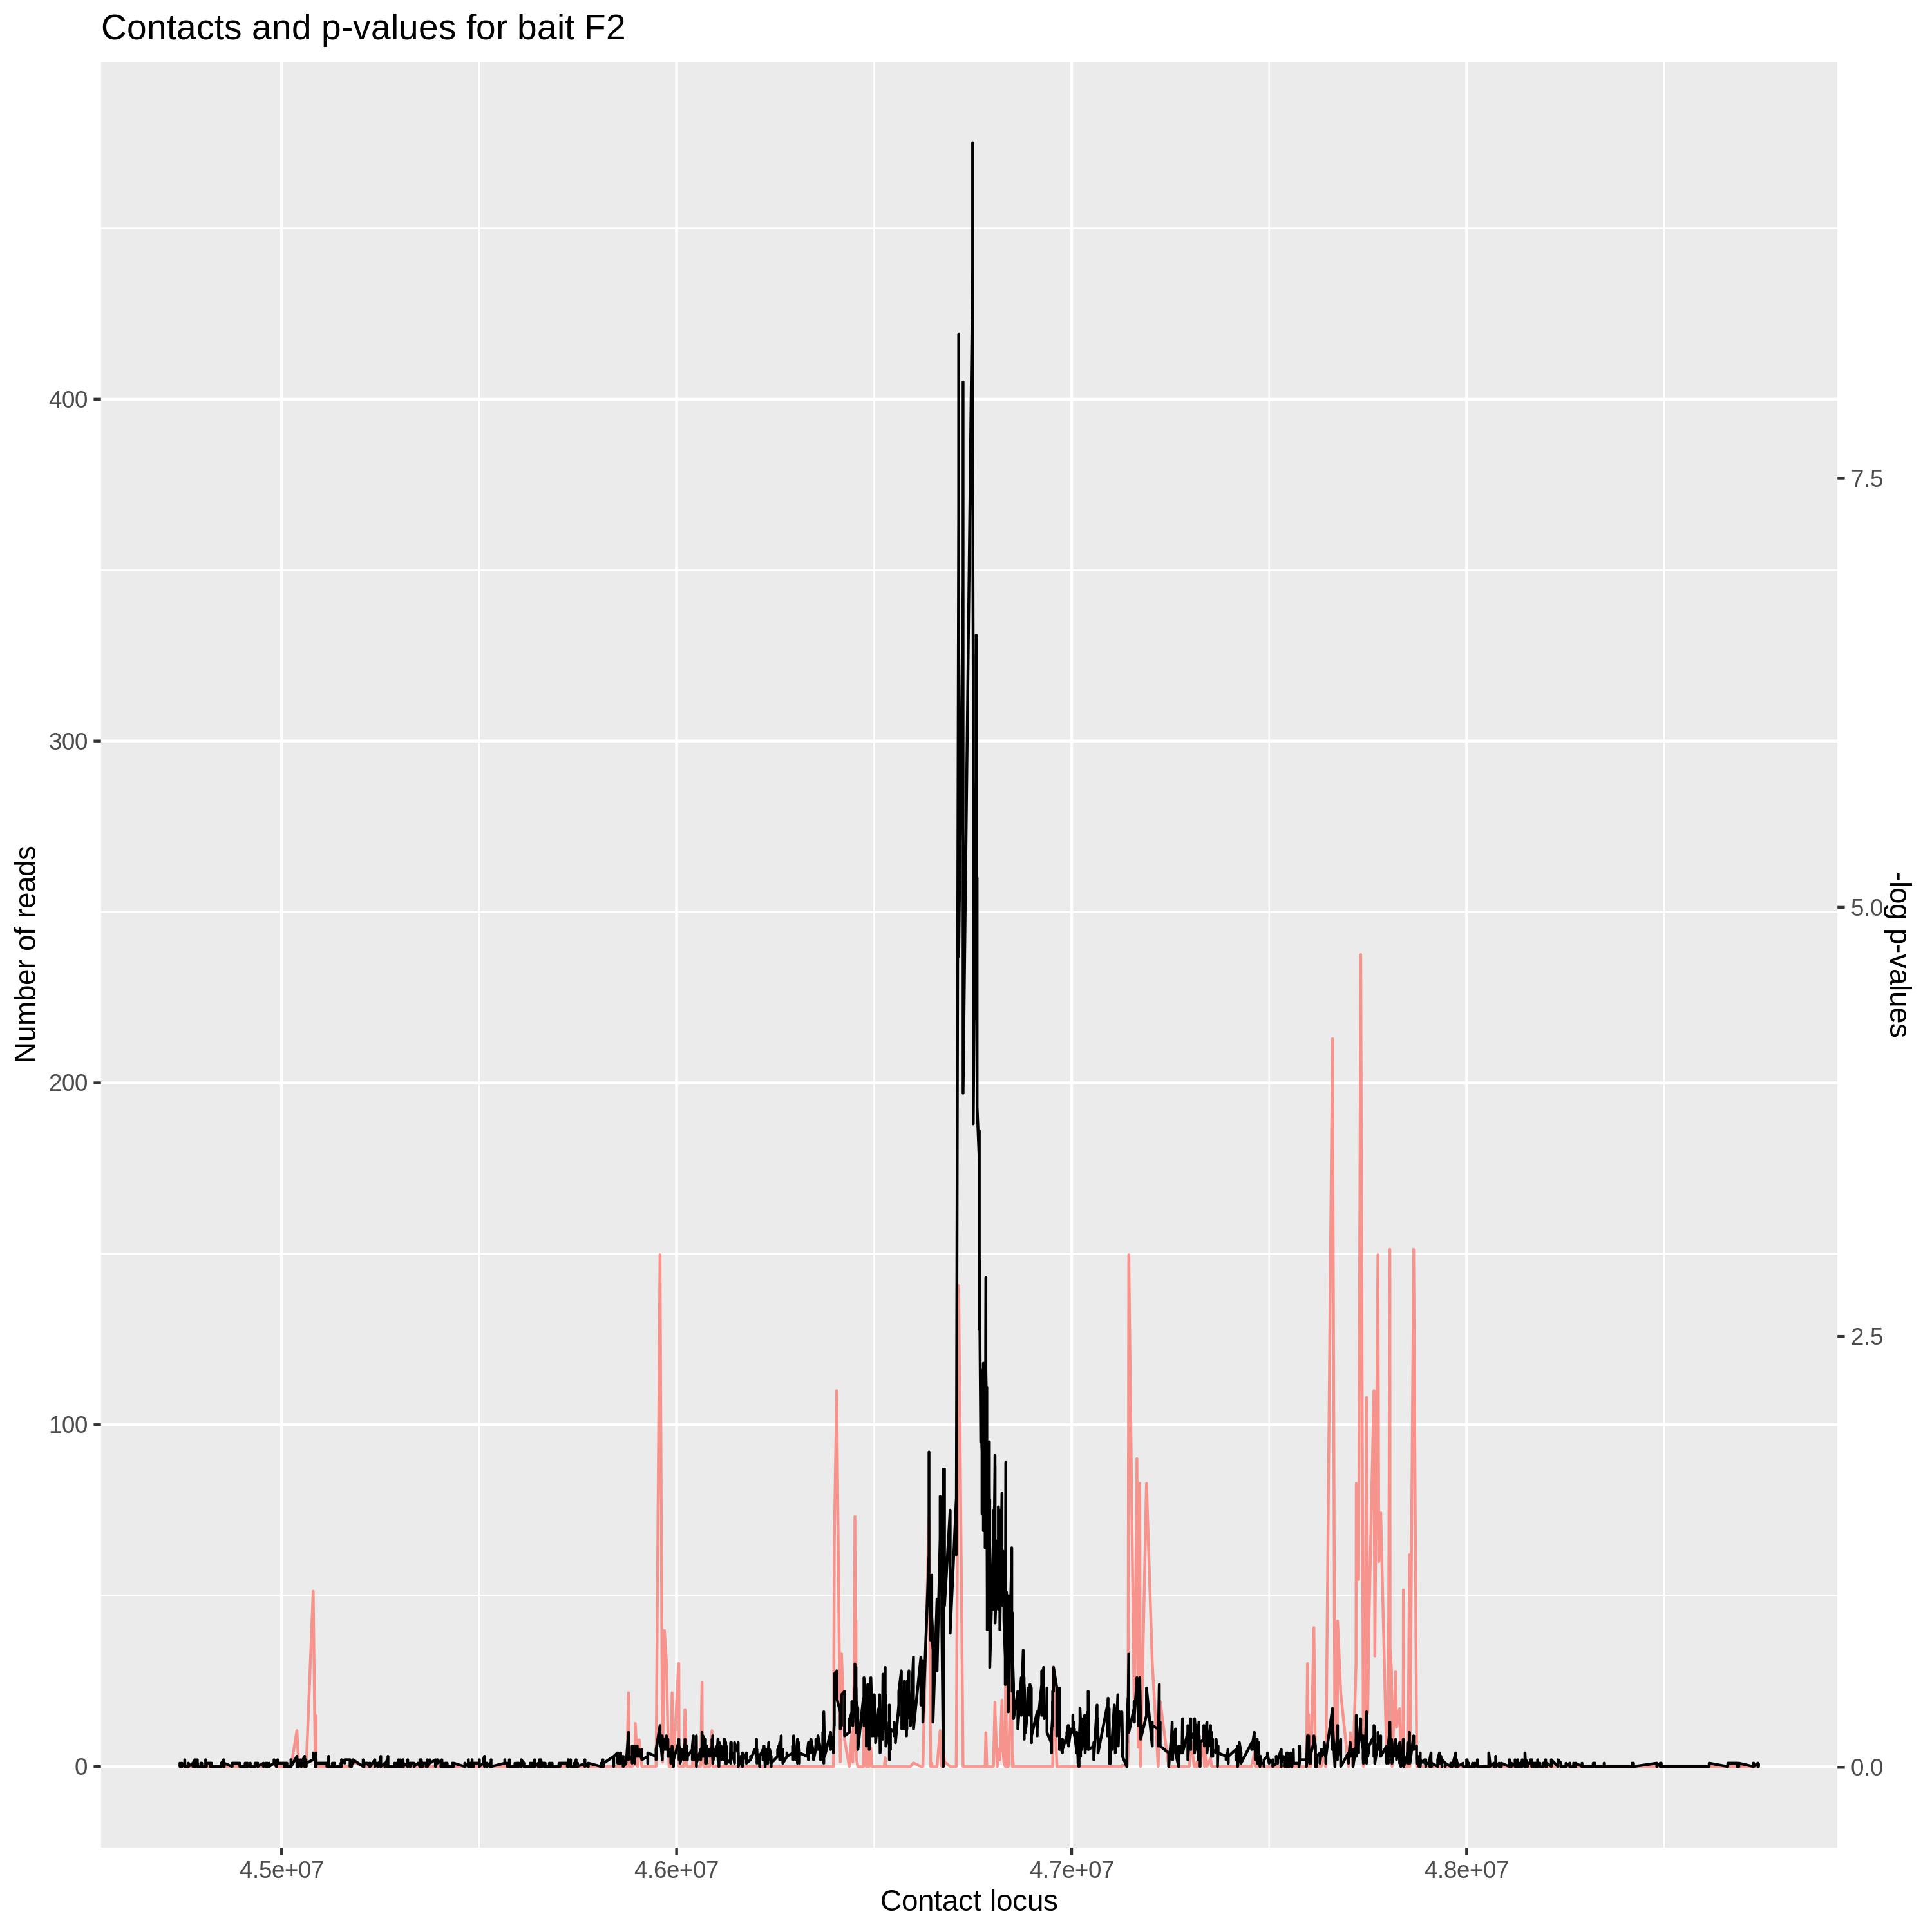 Contacts and p-values for bait F2
Number of reads
400
300
200
100
0
7.5
5.0
2.5
0.0
-log p-values
4.5e+07 4.6e+07 4.7e+07 4.8e+07
Contact locus